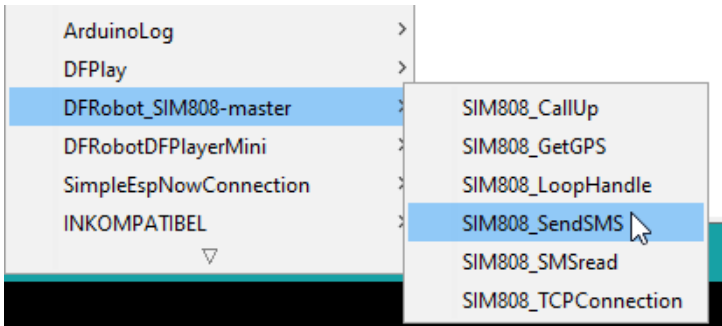 ArduinoLog
DFPlay
DFRobot_SIM808-master
DFRobotDFPlayerMini
SimpleEspNowConnection
INKOMPATIBEL
SIM808_CallUp
SIM808_GetGPS
SIM808_LoopHandle
SIM808_SendSMS
SIM808_SMSread
SIM808_TCPConnection